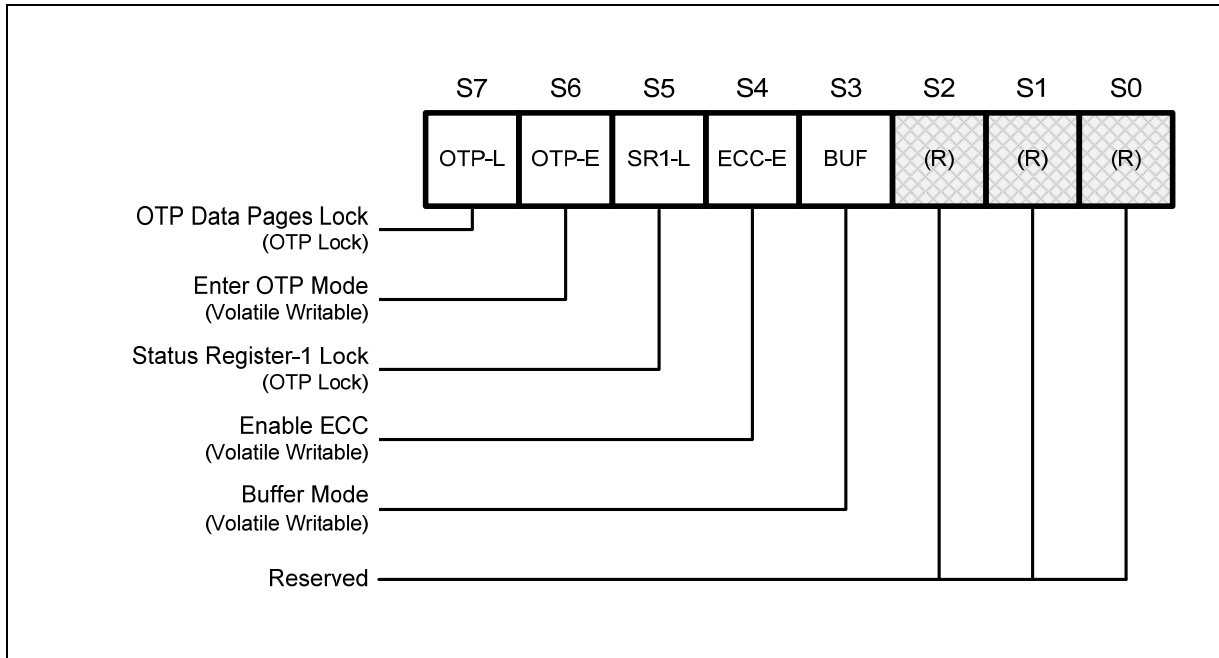 S7 S6 S5 S4 S3 S2 S1 S0
OTP-L OTP-E SR1-L ECC-E BUF (R) (R) (R)
OTP Data Pages Lock
(OTP Lock)
Enter OTP Mode
(Volatile Writable)
Status Register-1 Lock
(OTP Lock)
Enable ECC
(Volatile Writable)
Buffer Mode
(Volatile Writable)
Reserved